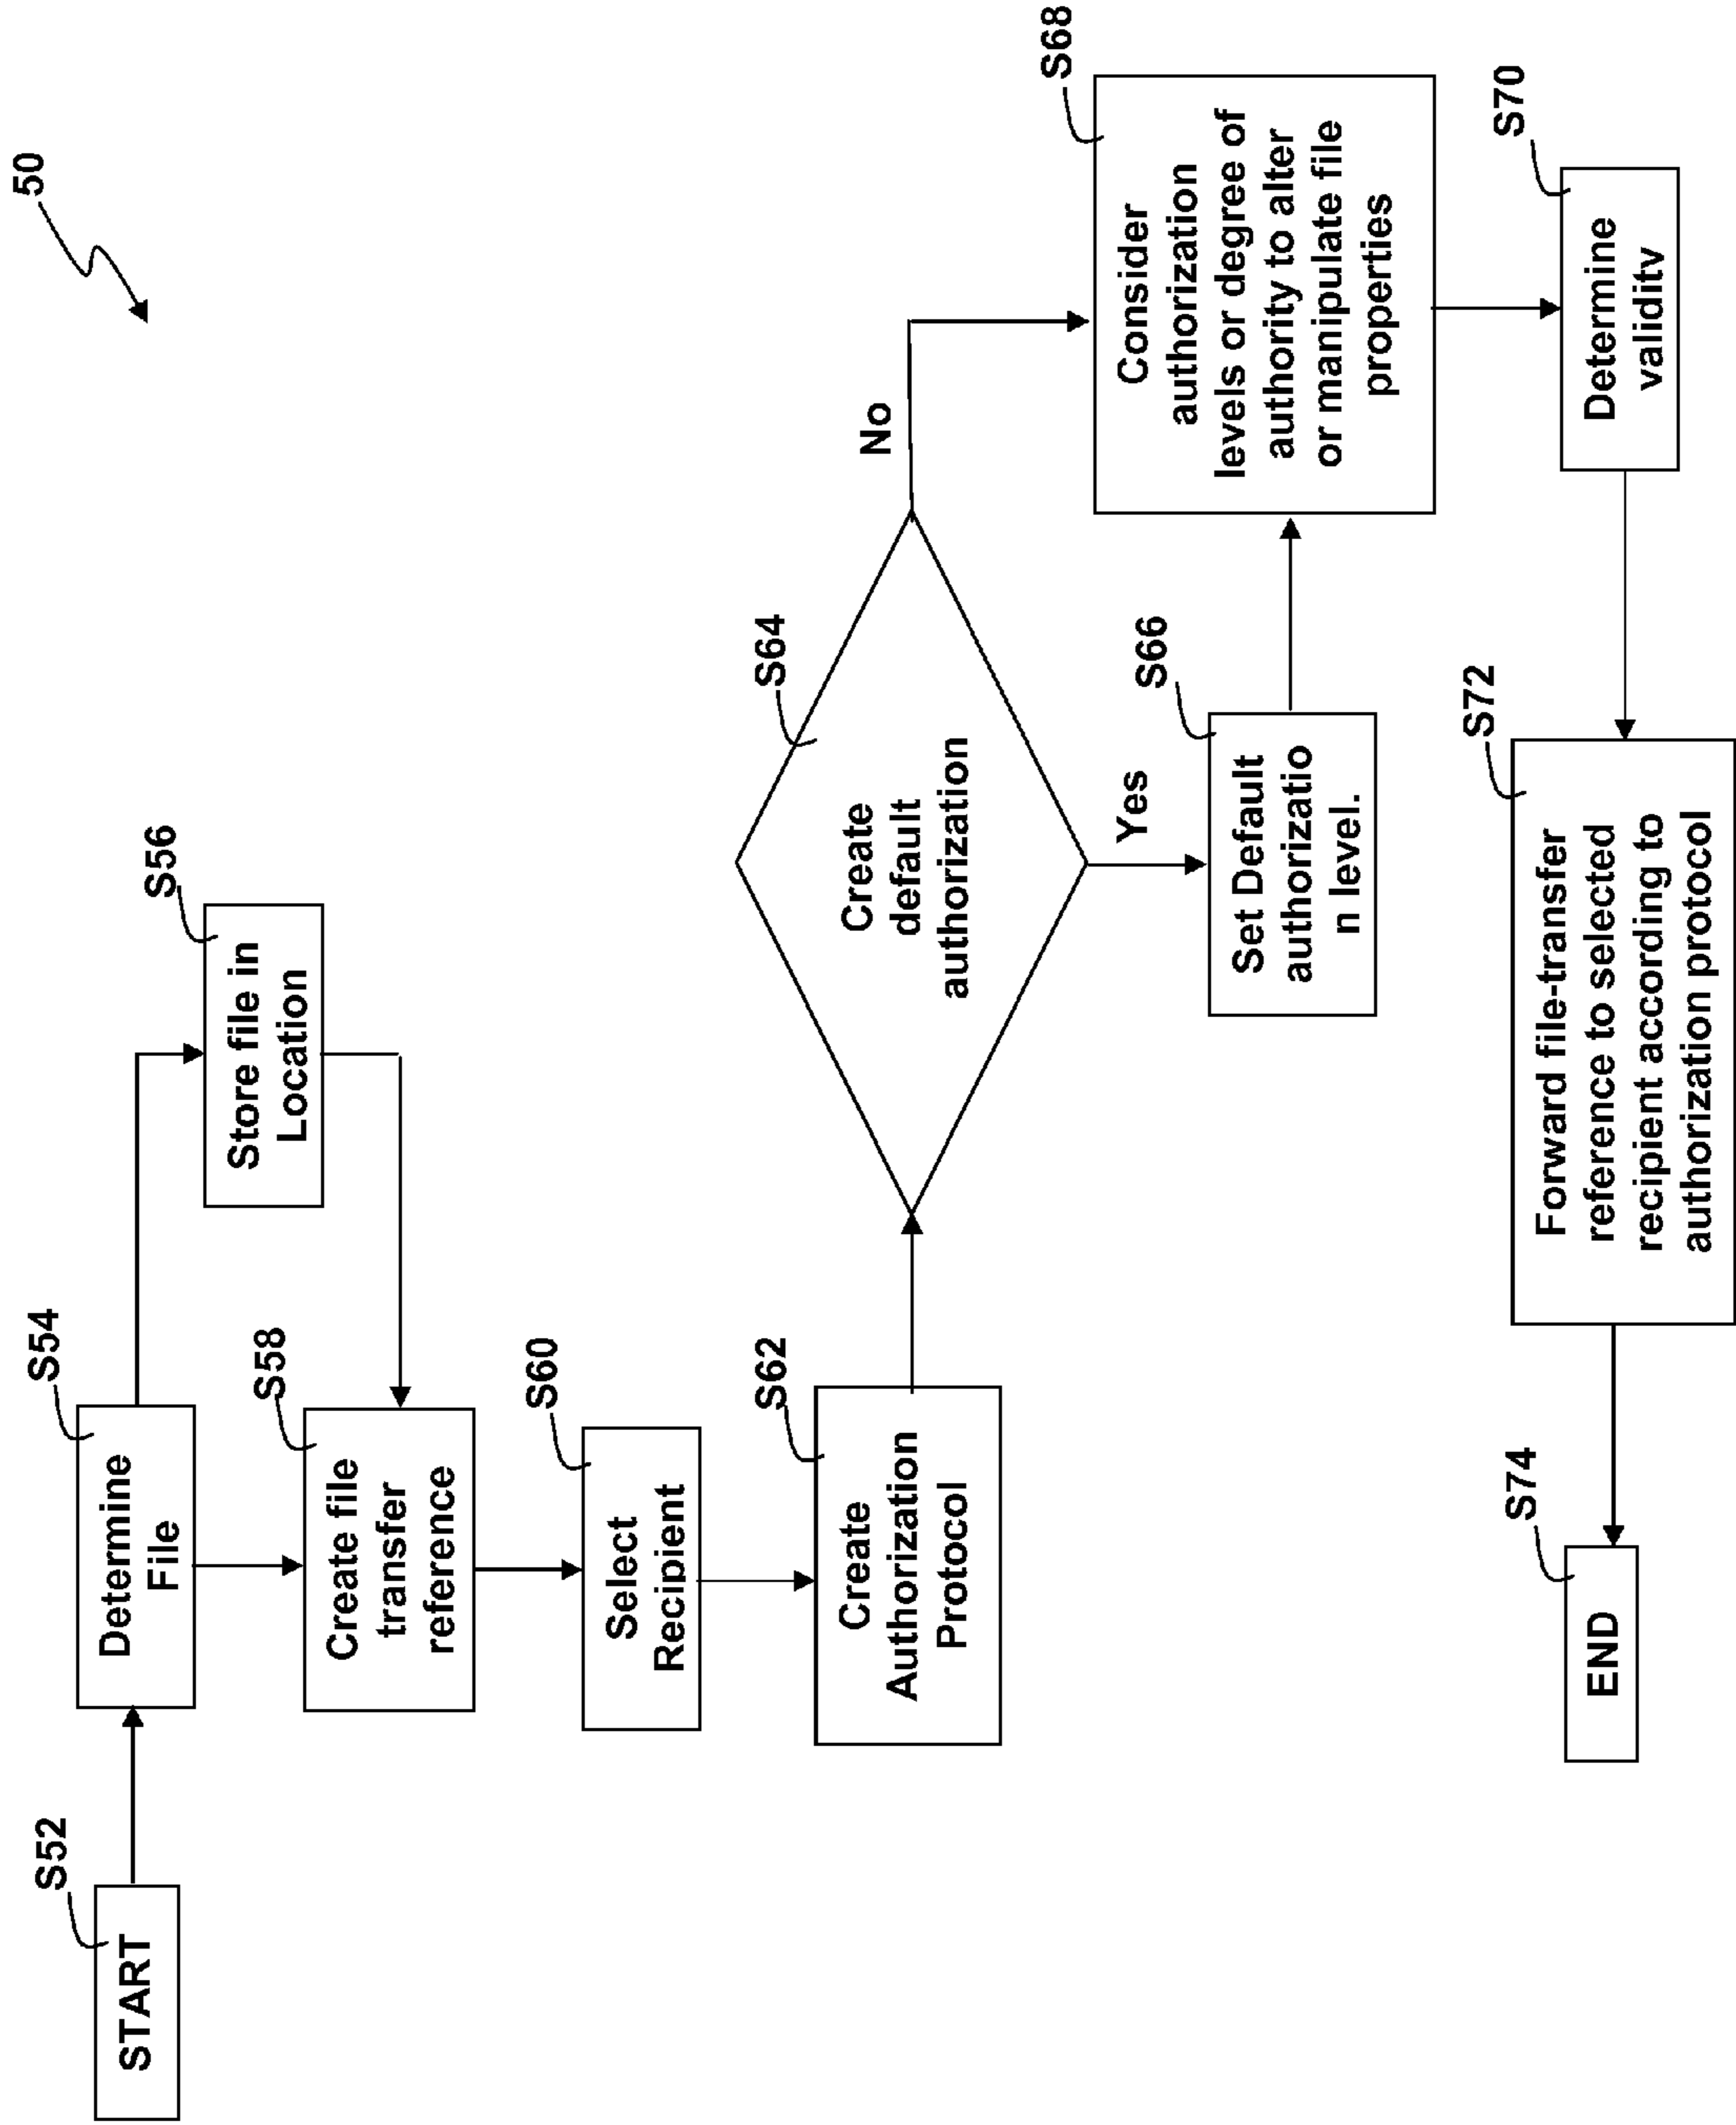 50
S52
START
S54
Determine
File
S56
Store file in
Location
S58
Create file
transfer
reference
S60
Select
Recipient
S62
Create
Authorization
Protocol
S64
Create
default
authorization
No
Yes
S66
Set Default
authorizatio
n level.
S68
Consider
authorization
levels or degree of
authority to alter
or manipulate file
properties
S70
Determine
validity
S72
Forward file-transfer
reference to selected
recipient according to
authorization protocol
S74
END